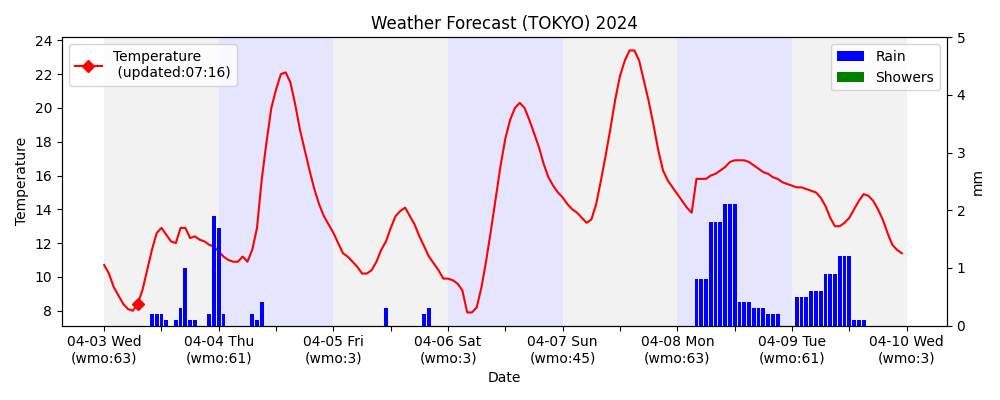 Weather Forecast (TOKYO) 2024
Temperature
(updated:07:16)
Rain
Showers
24
22
20
18
16
14
12
10
8
Temperature
5
4
3
2
1
0
mm
04-03 Wed
(wmo:63)
04-04 Thu
(wmo:61)
04-05 Fri
(wmo:3)
04-06 Sat
(wmo:3)
04-07 Sun
(wmo:45)
04-08 Mon
(wmo:63)
04-09 Tue
(wmo:61)
04-10 Wed
(wmo:3)
Date